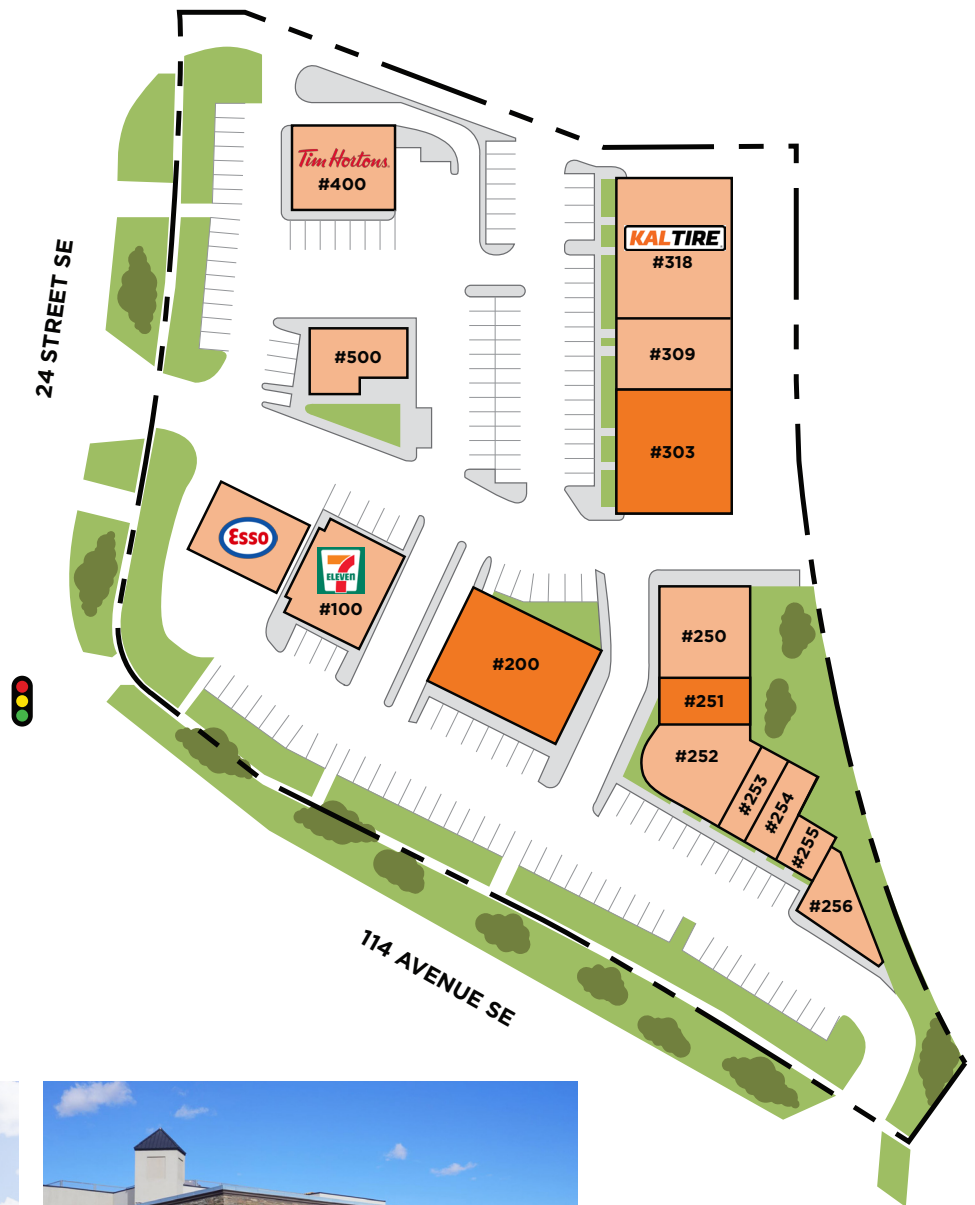 Tim Hortons
#400
KALTIRE
#318
24 STREET SE
#500
#309
#303
Esso
7
ELEVEN
#100
#200
#250
#251
#252
#253
#254
#255
#256
114 AVENUE SE